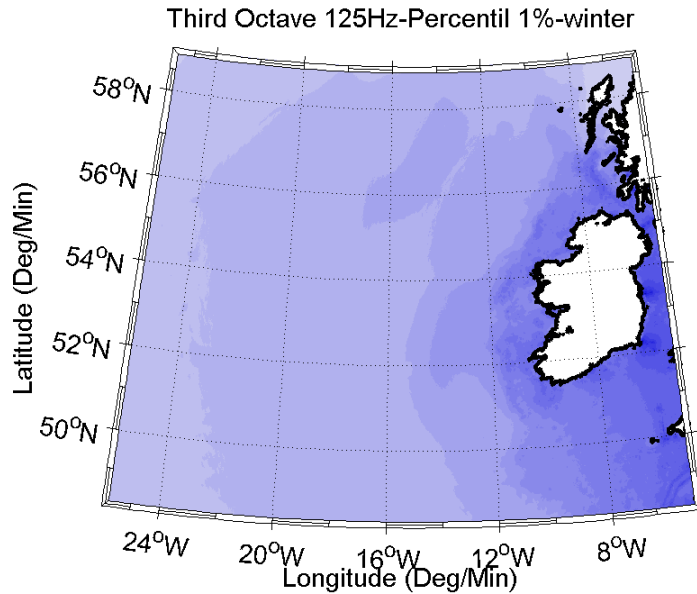 Third Octave 125Hz-Percentil 1%-winter
58°N
56°N
54°N
52°N
50°N
Latitude (Deg/Min)
24°W
20°W
16°W
12°W
8°W
Longitude (Deg/Min)